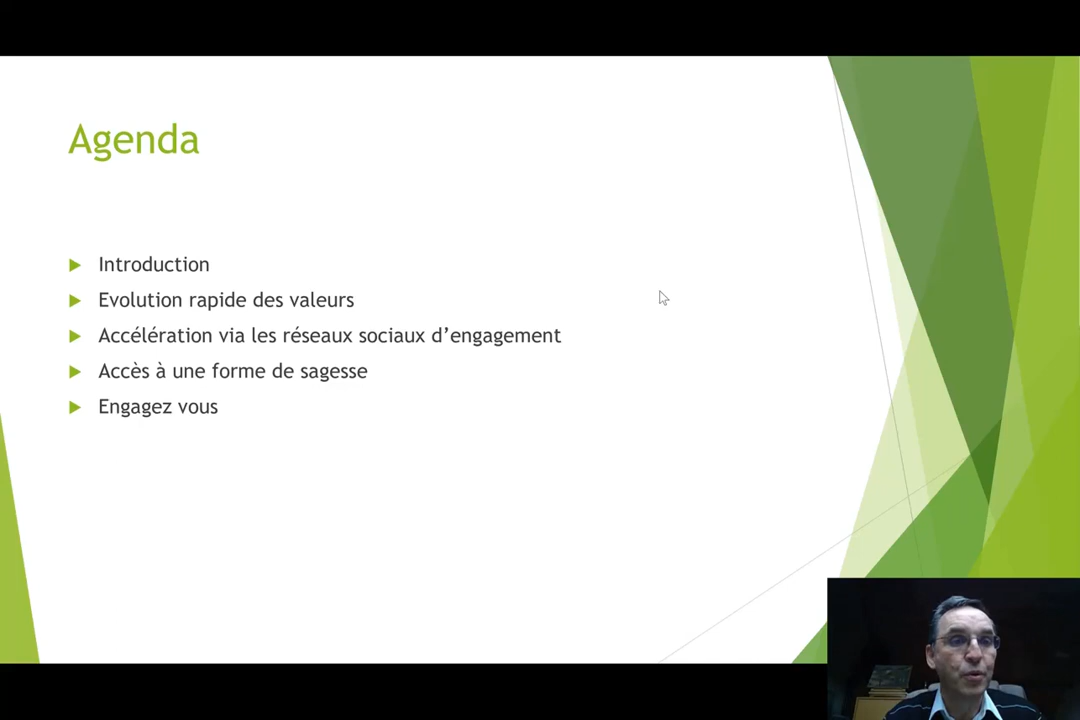 Agenda
Introduction
Evolution rapide des valeurs
Accélération via les réseaux sociaux d’engagement
Accès à une forme de sagesse
Engagez vous